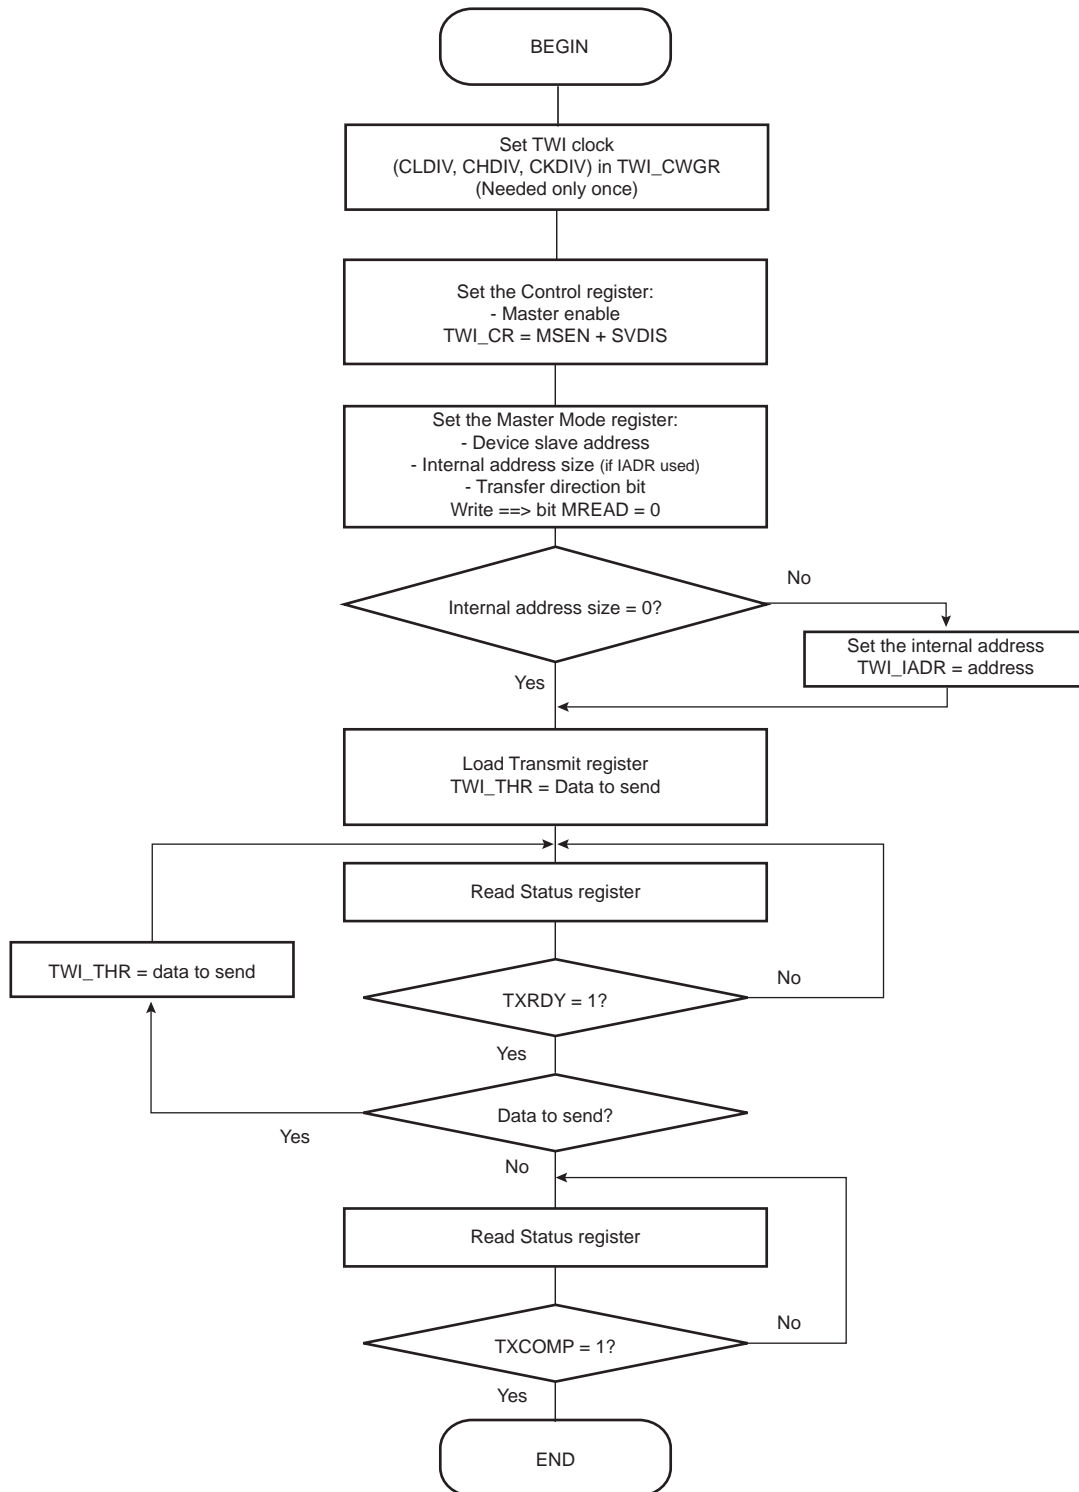 BEGIN
Set TWI clock
(CLDIV, CHDIV, CKDIV) in TWI_CWGR
(Needed only once)
Set the Control register:
- Master enable
TWI_CR = MSEN + SVDIS
Set the Master Mode register:
- Device slave address
- Internal address size (if IADR used)
- Transfer direction bit
Write ==> bit MREAD = 0
No
Internal address size = 0?
Set the internal address
TWI_IADR = address
Yes
Load Transmit register
TWI_THR = Data to send
Read Status register
TWI_THR = data to send
No
TXRDY = 1?
Yes
Data to send?
Yes
No
Read Status register
No
TXCOMP = 1?
Yes
END